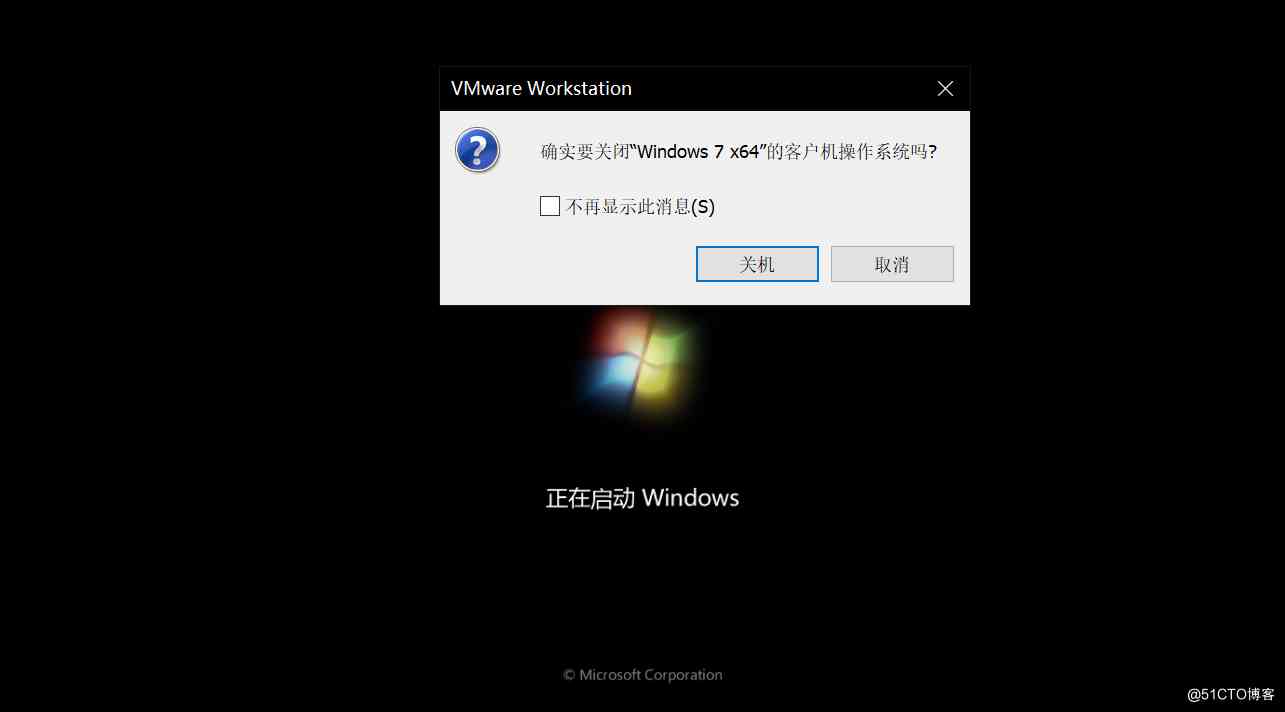 VMware Workstation
确实要关闭“Windows 7 x64”的客户机操作系统吗?
不再显示此消息(S)
关机
取消
正在启动 Windows
© Microsoft Corporation
@51CTO博客